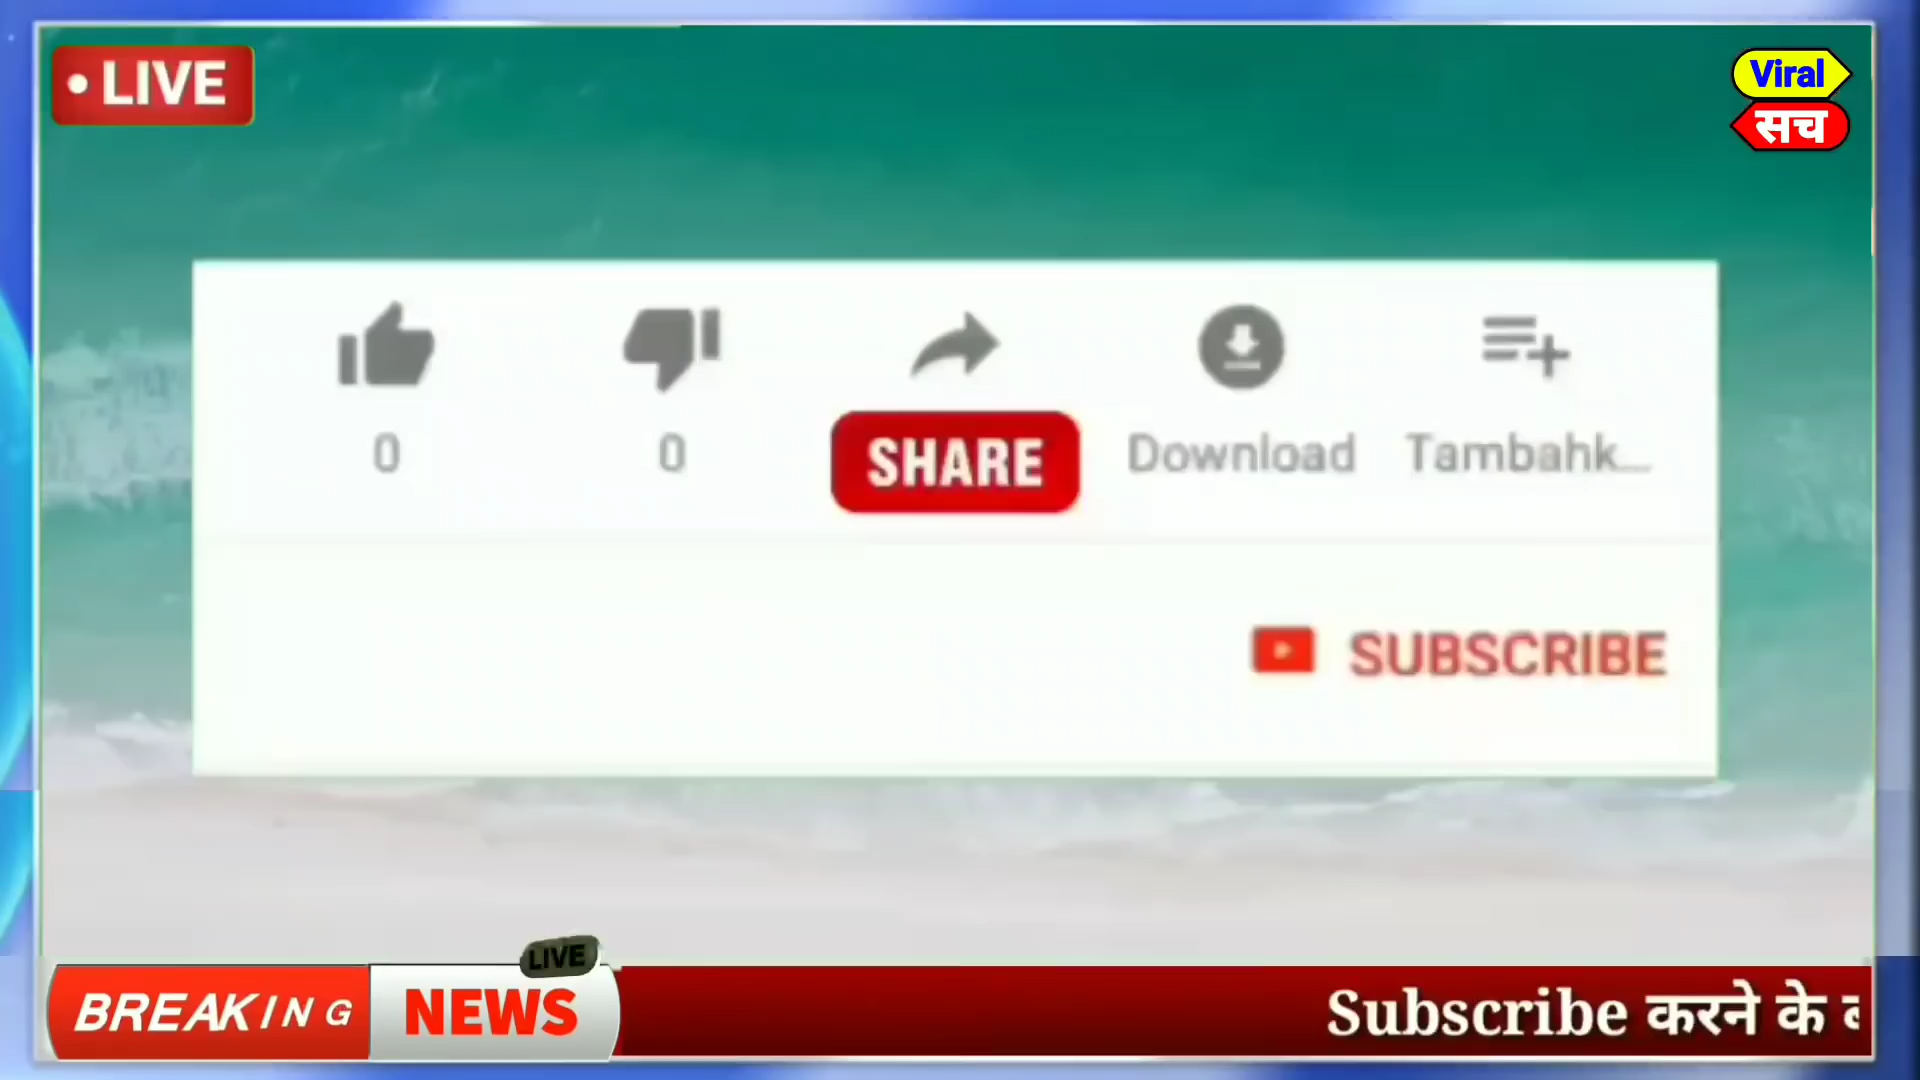 LIVE
Viral
सच
0
0
SHARE
Download
Tambahk...
SUBSCRIBE
LIVE
BREAKING
NEWS
Subscribe करने के